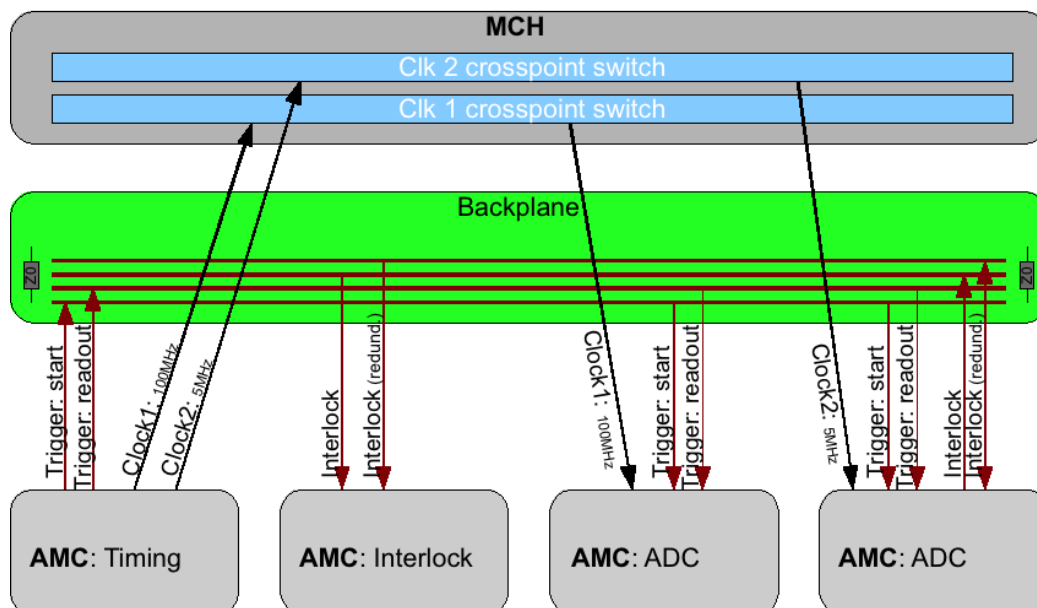 MCH
Clk 2 crosspoint switch
Clk 1 crosspoint switch
Backplane
Z0
Z0
Trigger: start
Trigger: readout
Clock1: 100MHz
Clock2: 5MHz
Interlock
Interlock (redund.)
Clock1: 100MHz
Trigger: start
Trigger: readout
Clock2: 5MHz
Trigger: start
Trigger: readout
Interlock
Interlock (redund.)
AMC: Timing
AMC: Interlock
AMC: ADC
AMC: ADC